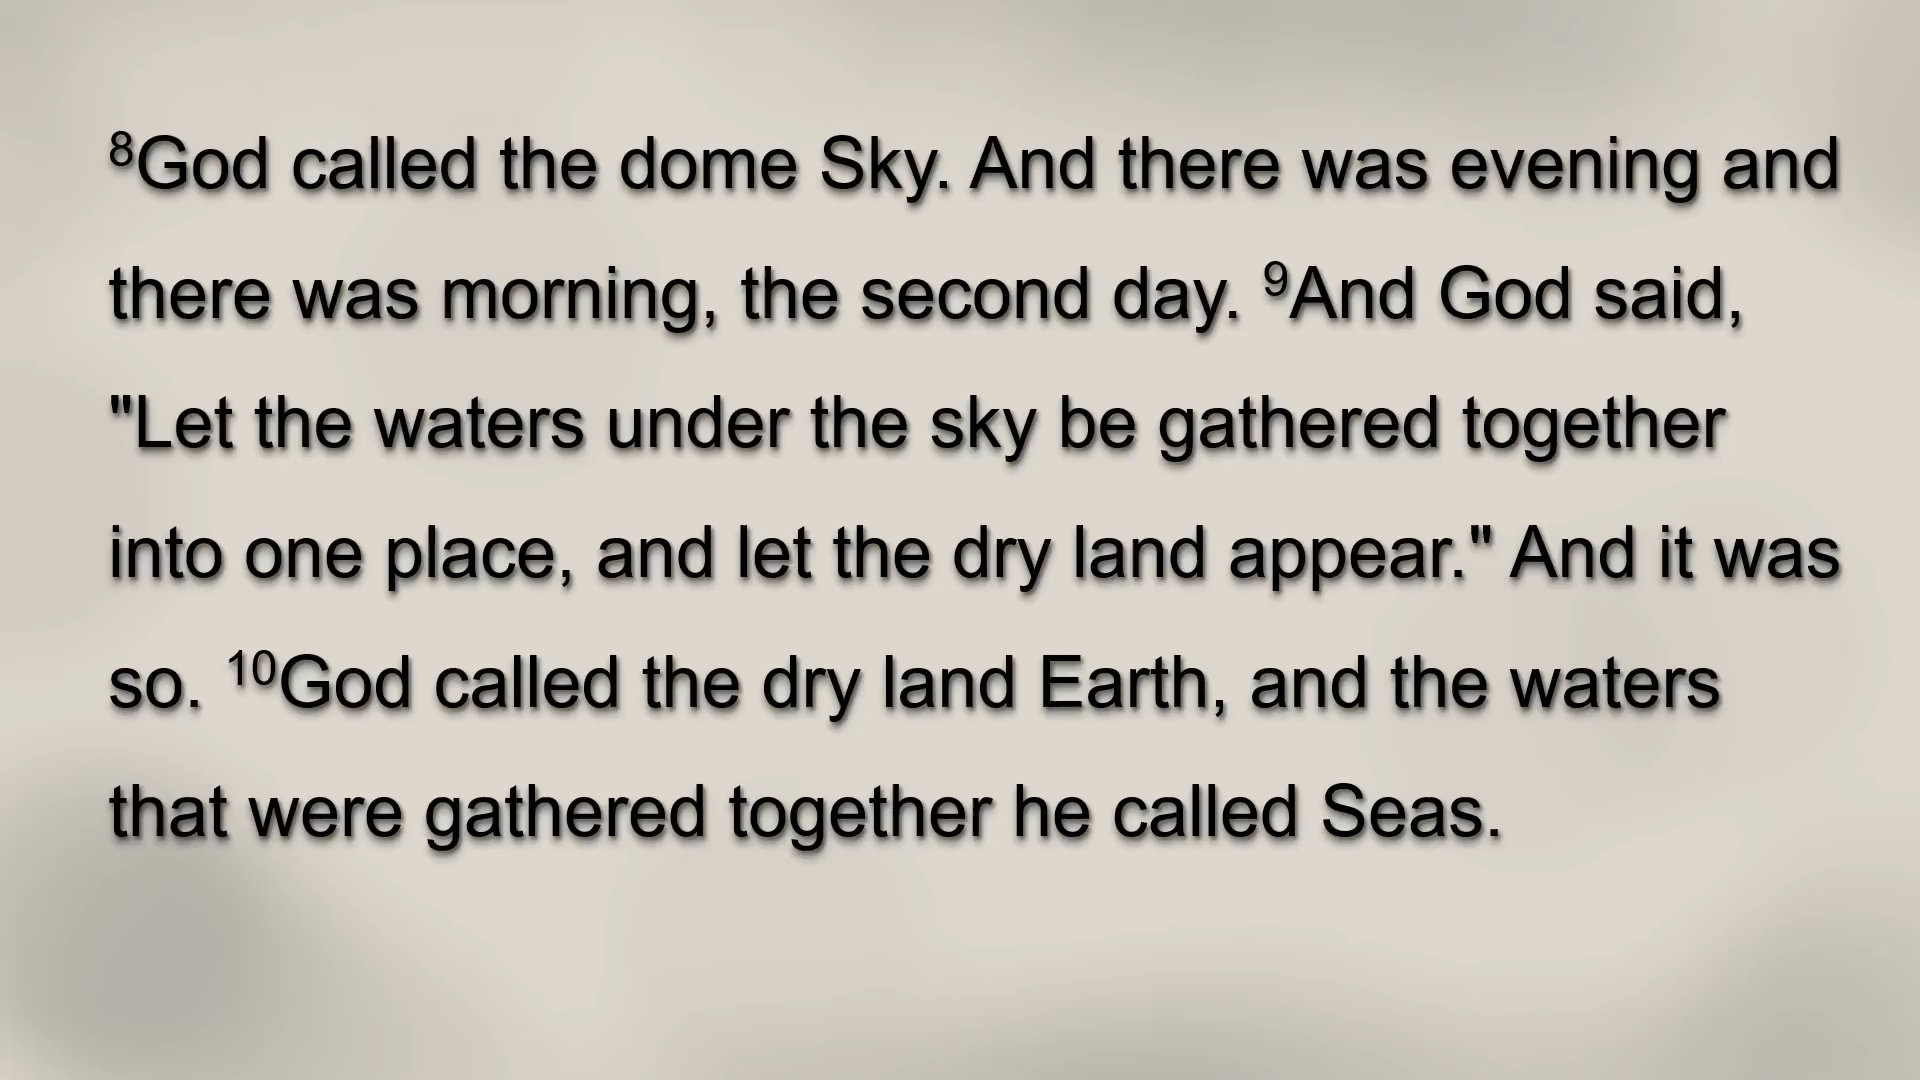 ⁸God called the dome Sky. And there was evening and
there was morning, the second day. ⁹And God said,
"Let the waters under the sky be gathered together
into one place, and let the dry land appear." And it was
so. ¹⁰God called the dry land Earth, and the waters
that were gathered together he called Seas.